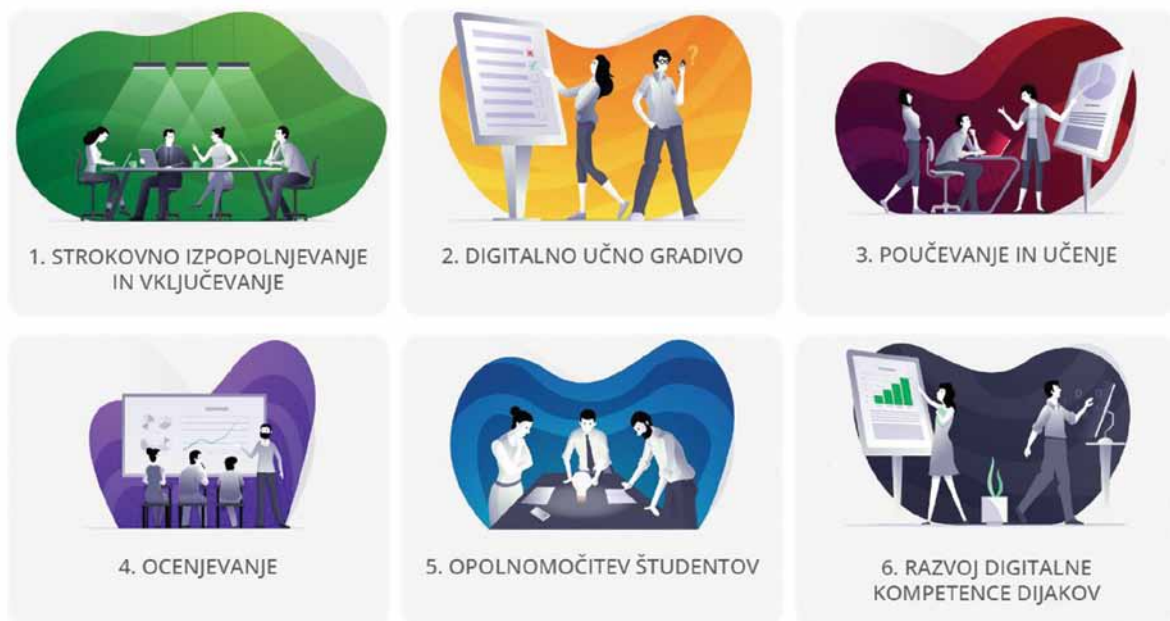 1. STROKOVNO IZPOPOLNJEVANJE
IN VKLJUČEVANJE
2. DIGITALNO UČNO GRADIVO
3. POUČEVANJE IN UČENJE
4. OCENJEVANJE
5. OPOLNOMOČITEV ŠTUDENTOV
6. RAZVOJ DIGITALNE
KOMPETENCE DIJAKOV